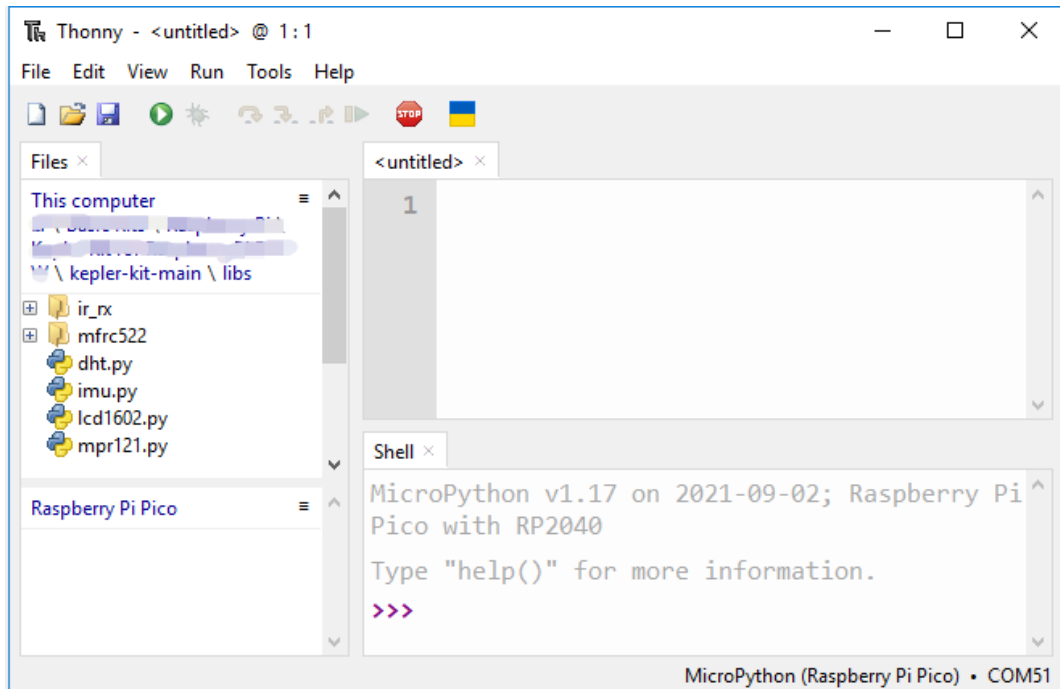 Thonny - <untitled> @ 1:1
File Edit View Run Tools Help
STOP
Files
<untitled>
This computer
\ kepler-kit-main \ libs
ir_rx
mfrc522
dht.py
imu.py
lcd1602.py
mpr121.py
Raspberry Pi Pico
1
Shell
MicroPython v1.17 on 2021-09-02; Raspberry Pi
Pico with RP2040
Type "help()" for more information.
>>>
MicroPython (Raspberry Pi Pico) • COM51